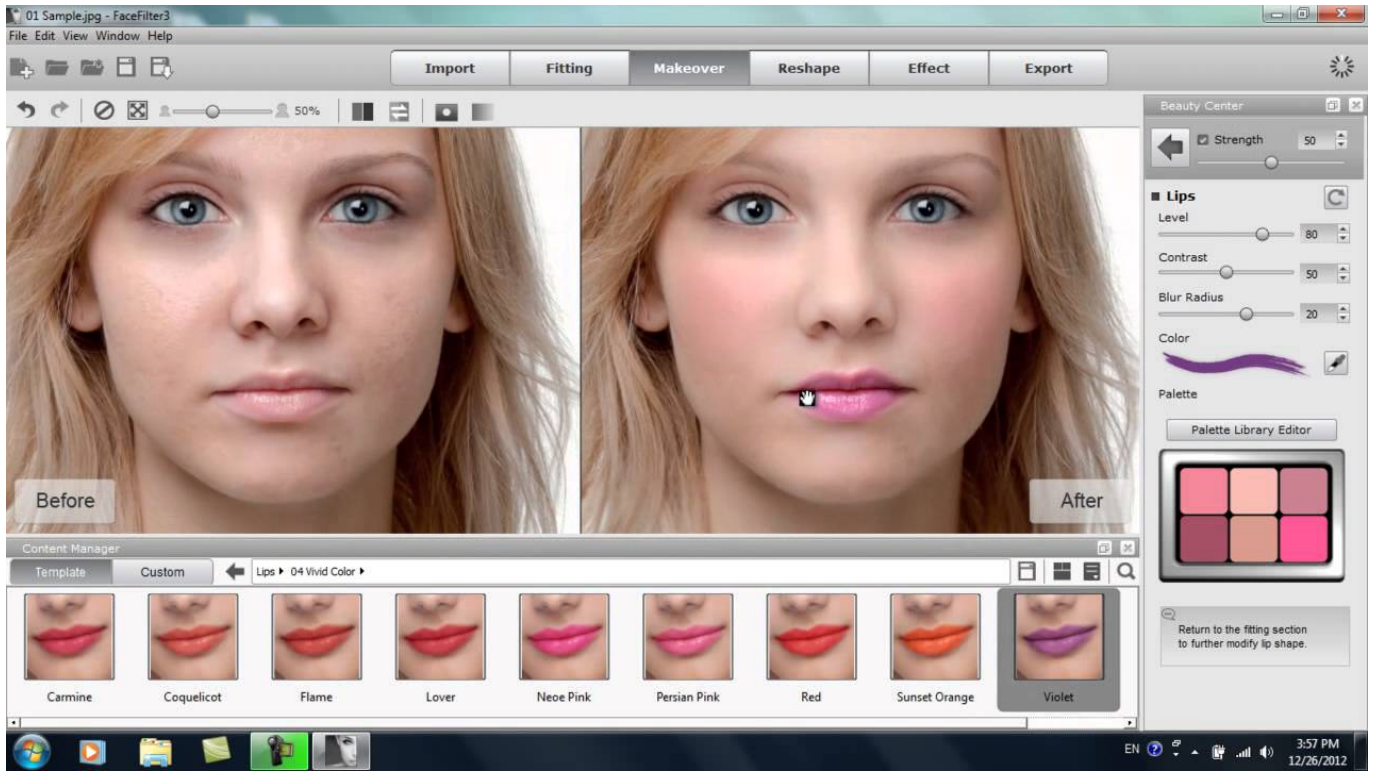 01 Sample.jpg - FaceFilter3
File Edit View Window Help
Import Fitting Makeover Reshape Effect Export
50%
Beauty Center
Strength 50
Lips
Level
80
Contrast
50
Blur Radius
20
Color
Palette
Palette Library Editor
Before
After
Return to the fitting section
to further modify lip shape.
Content Manager
Template Custom Lips 04 Vivid Color
Carmine Coquelicot Flame Lover Neoe Pink Persian Pink Red Sunset Orange Violet
EN
3:57 PM
12/26/2012